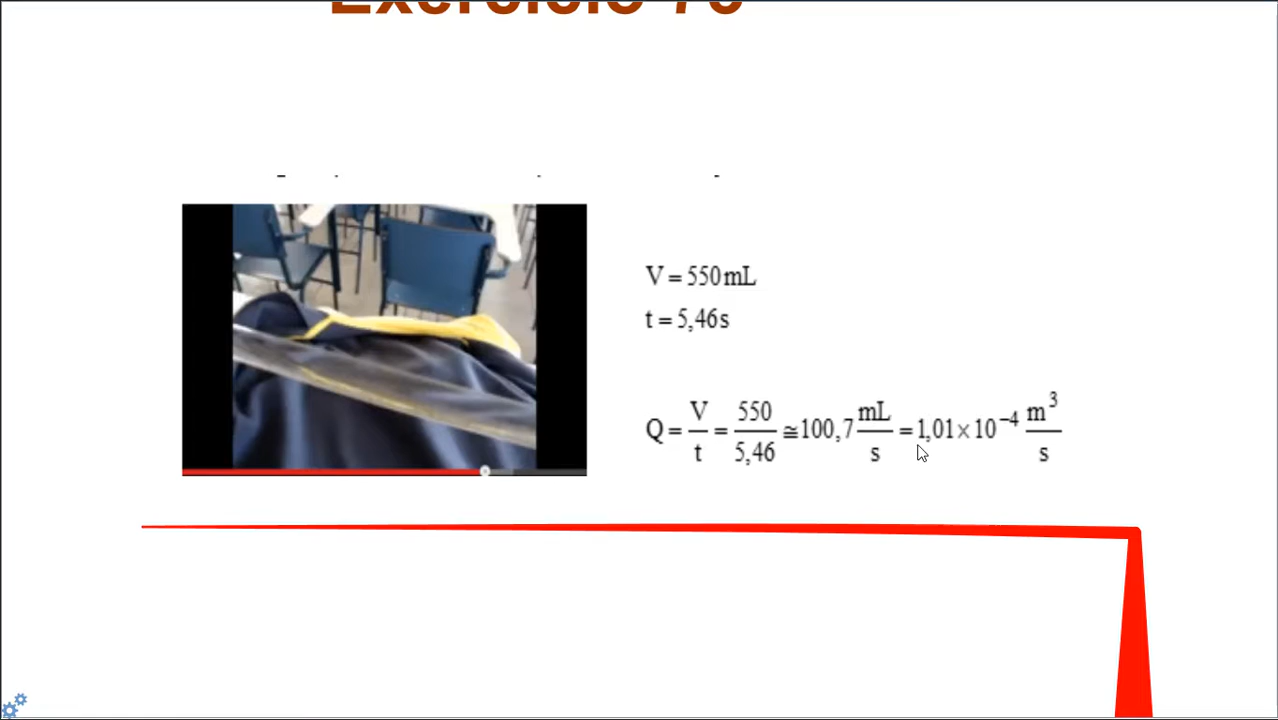 V = 550 mL
t = 5,46 s
Q = V/t = 550/5,46 ≅ 100,7 mL/s = 1,01 × 10⁻⁴ m³/s